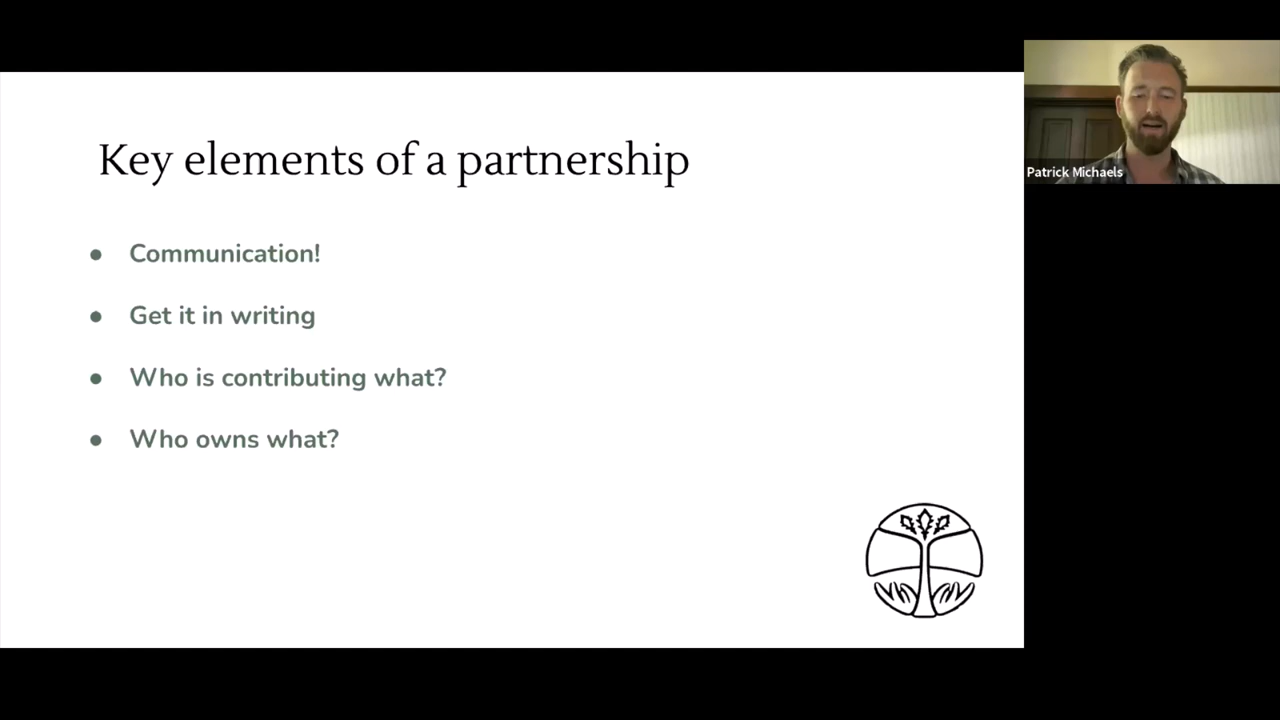 Key elements of a partnership
Communication!
Get it in writing
Who is contributing what?
Who owns what?
Patrick Michaels